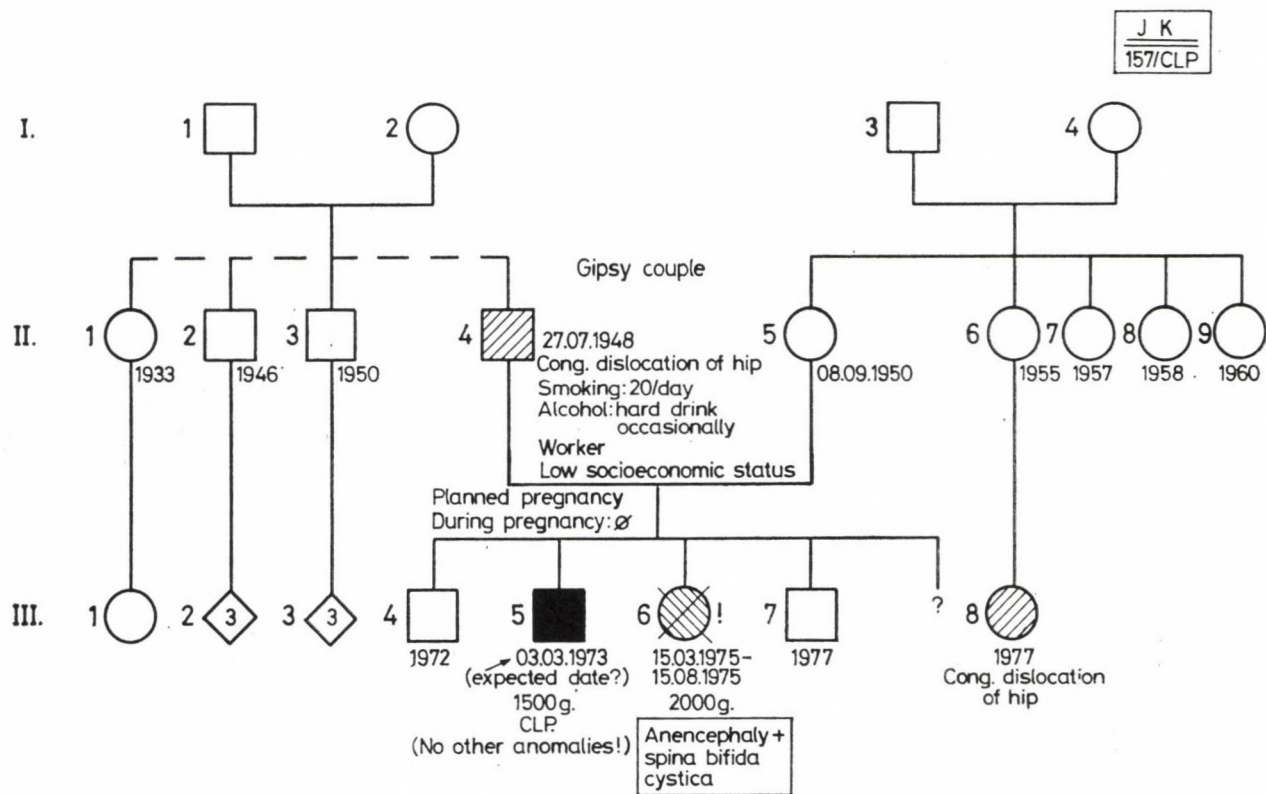 J K
157/CLP
I.
1
2
3
4
Gipsy couple
II.
1
1933
2
1946
3
1950
4
27.07.1948
Cong. dislocation of hip
Smoking: 20/day
Alcohol: hard drink
occasionally
Worker
Low socioeconomic status
5
08.09.1950
6
1955
7
1957
8
1958
9
1960
Planned pregnancy
During pregnancy: ø
III.
1
2
3
3
3
4
1972
5
03.03.1973
(expected date?)
1500g.
CLP.
(No other anomalies!)
6
!
15.03.1975-
15.08.1975
2000g.
Anencephaly +
spina bifida
cystica
7
1977
?
8
1977
Cong. dislocation
of hip